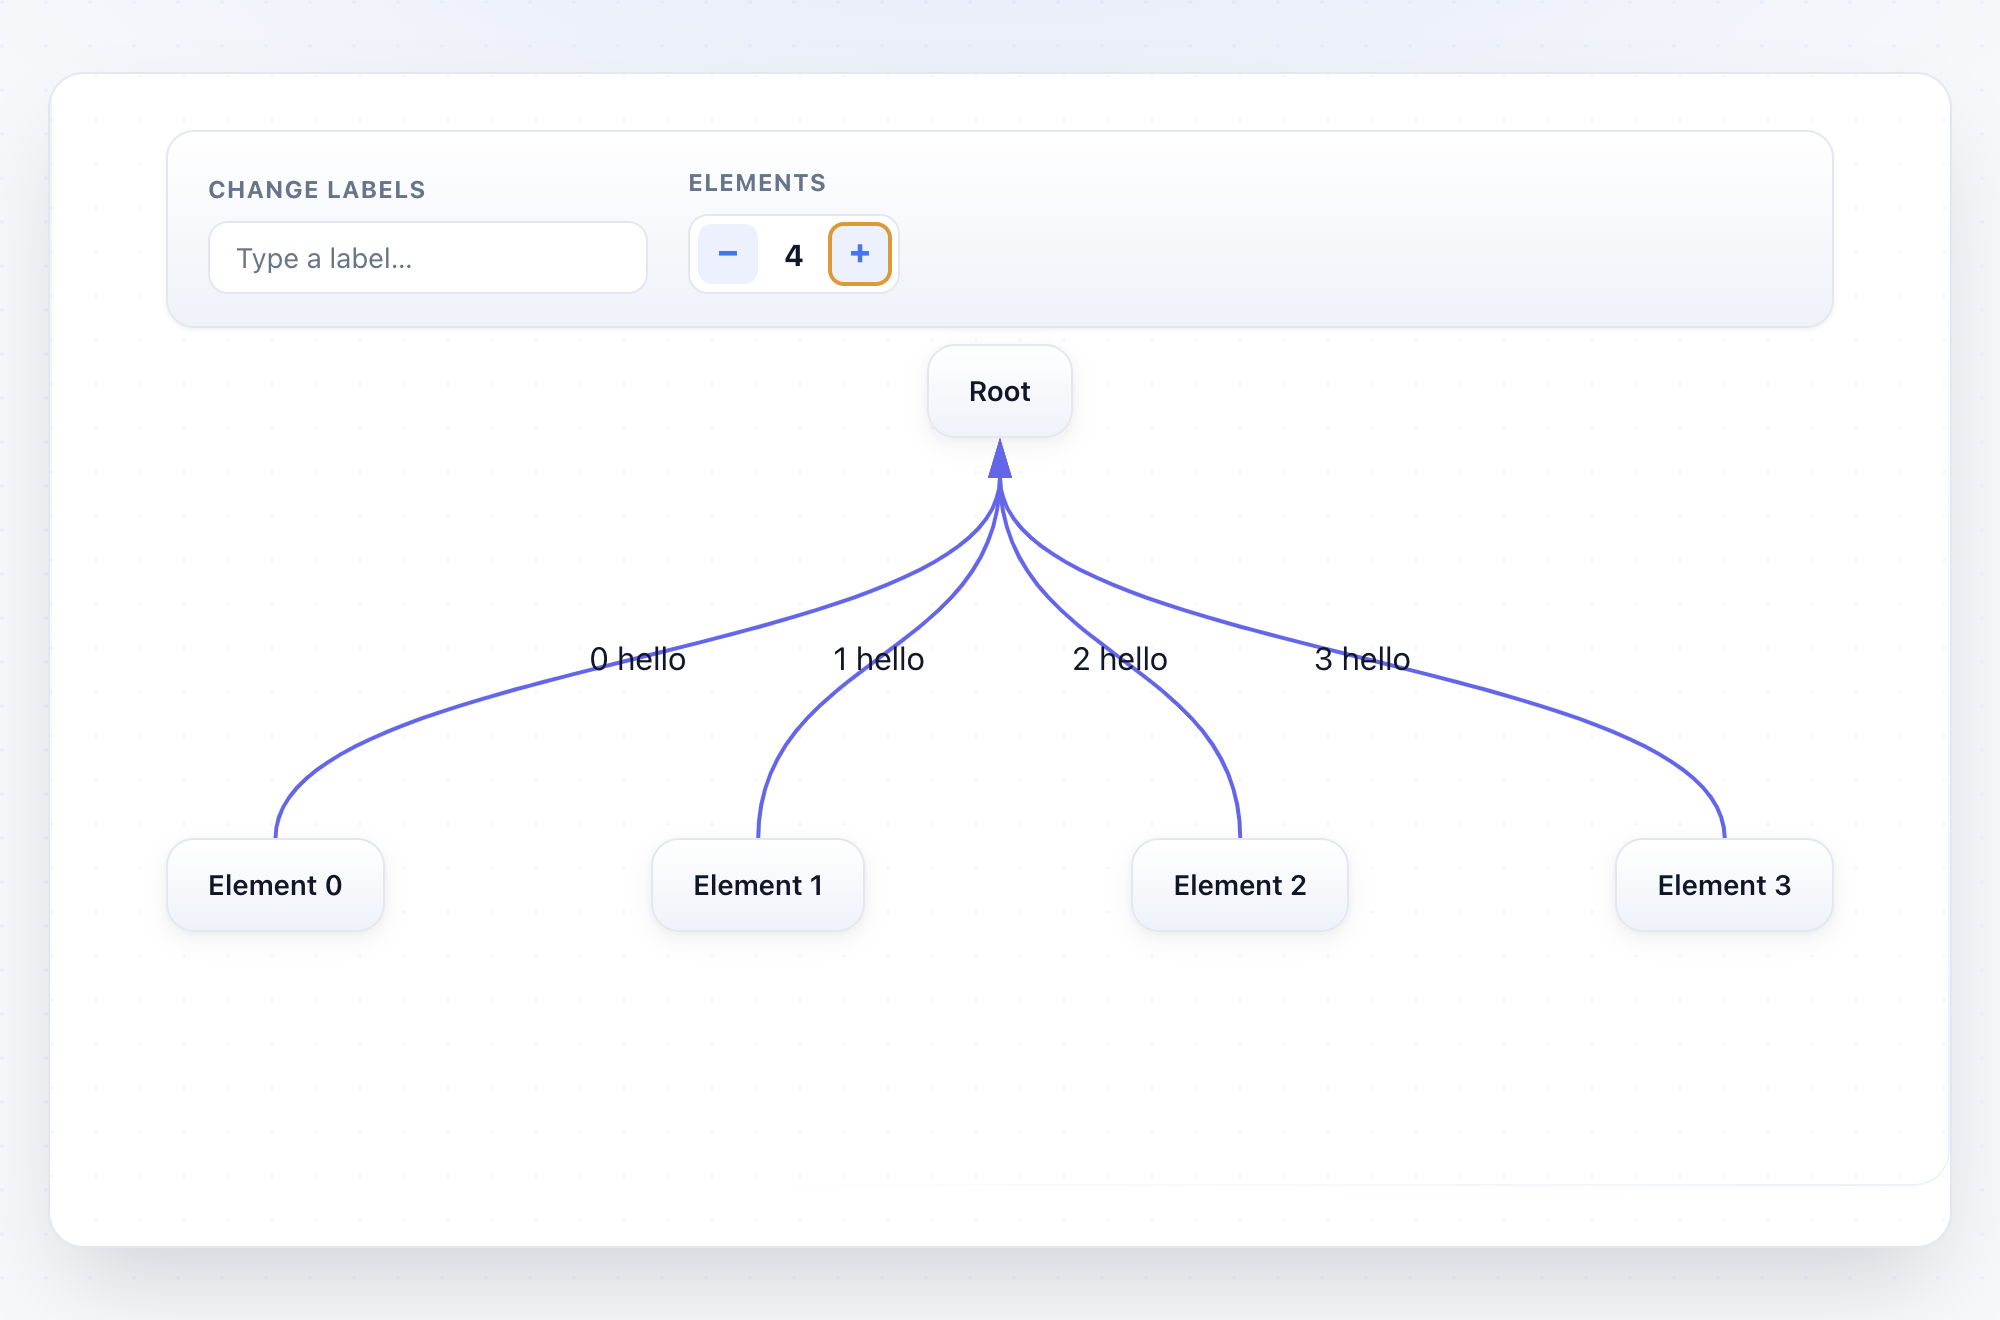 CHANGE LABELS
Type a label...
ELEMENTS
− 4 +
Root
0 hello
1 hello
2 hello
3 hello
Element 0
Element 1
Element 2
Element 3